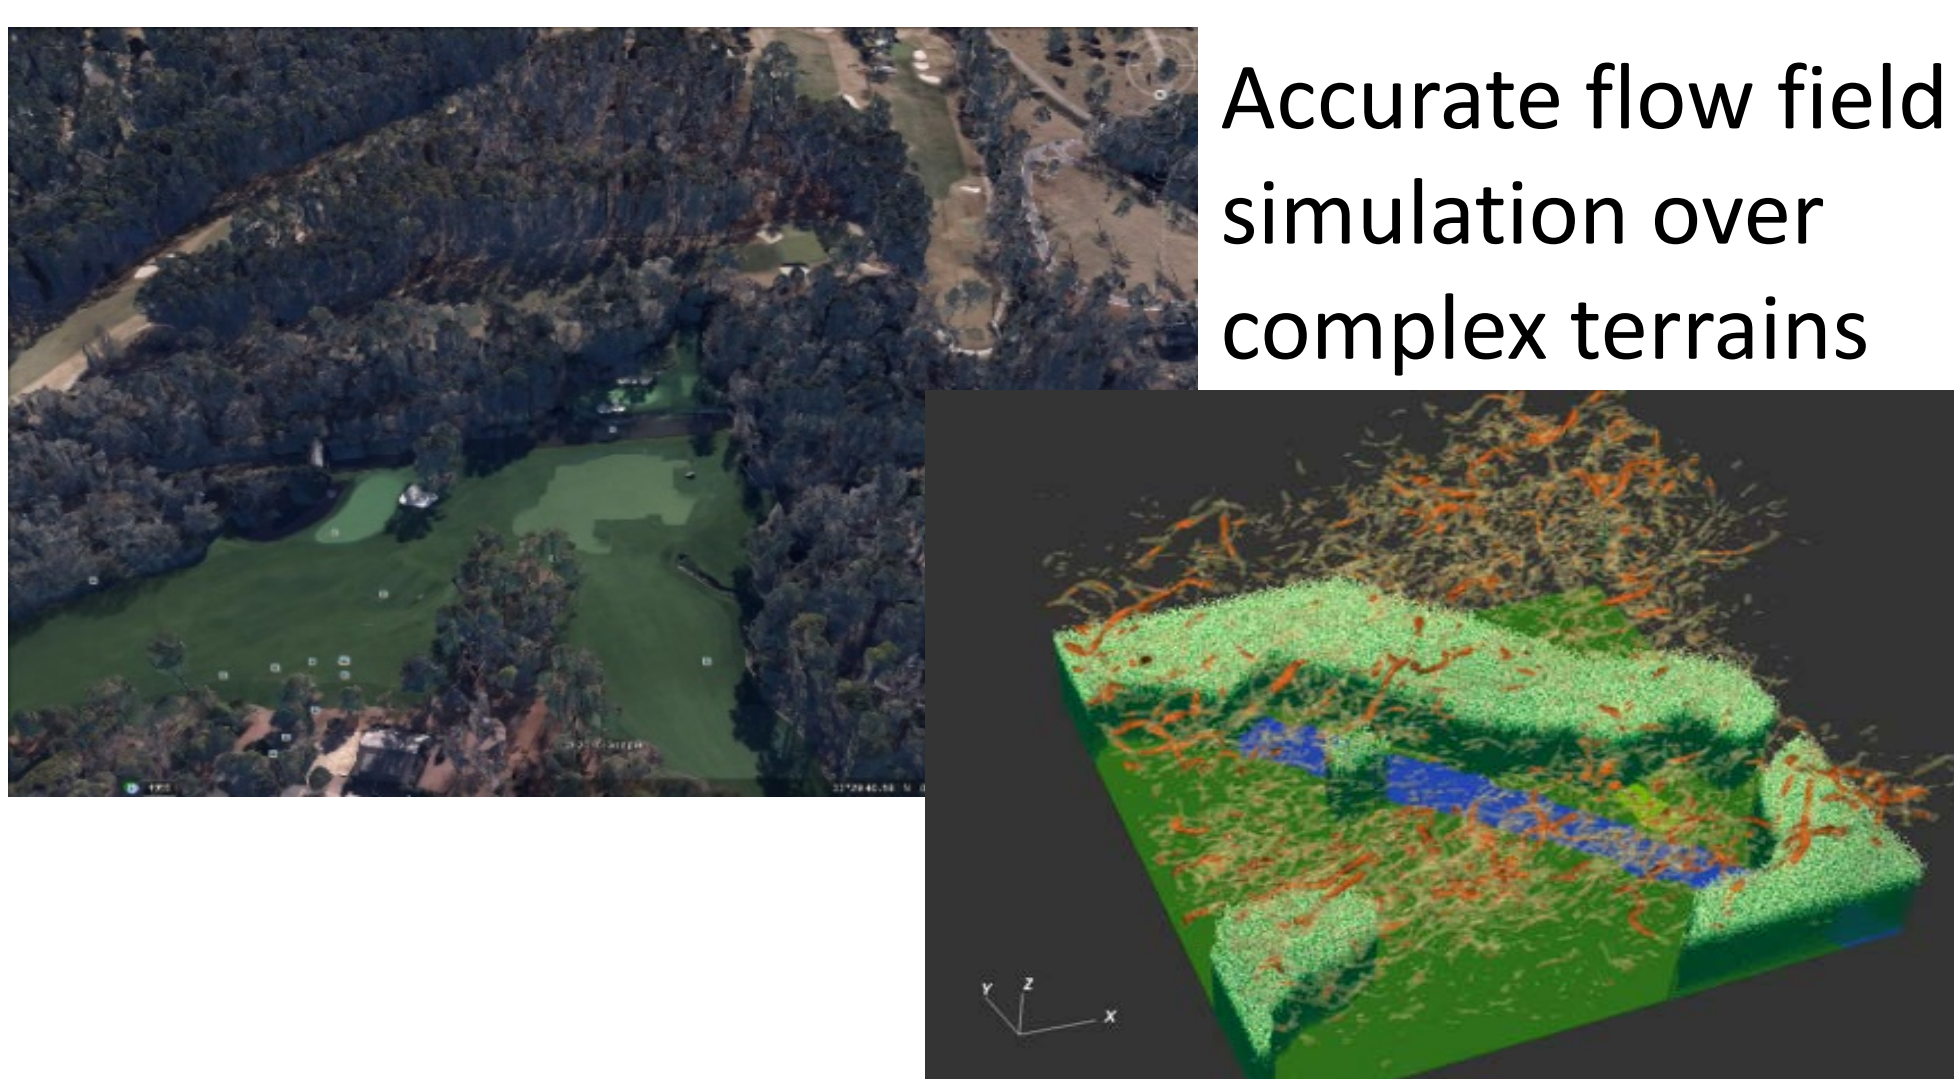 Accurate flow field
simulation over
complex terrains
Y
Z
X